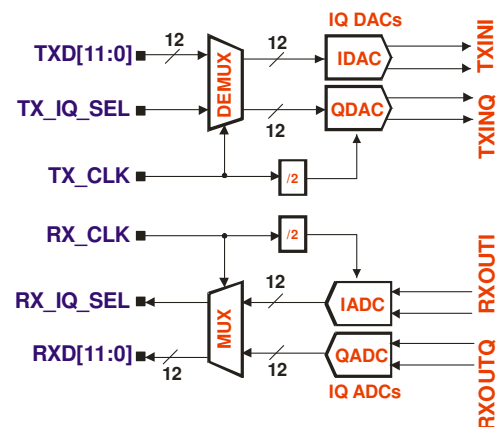 IQ DACs
TXD[11:0]
12
12
IDAC
TXINI
DEMUX
TX_IQ_SEL
12
QDAC
TXINQ
TX_CLK
/2
RX_CLK
/2
RXOUTI
12
RX_IQ_SEL
MUX
IADC
RXD[11:0]
12
12
QADC
RXOUTQ
IQ ADCs